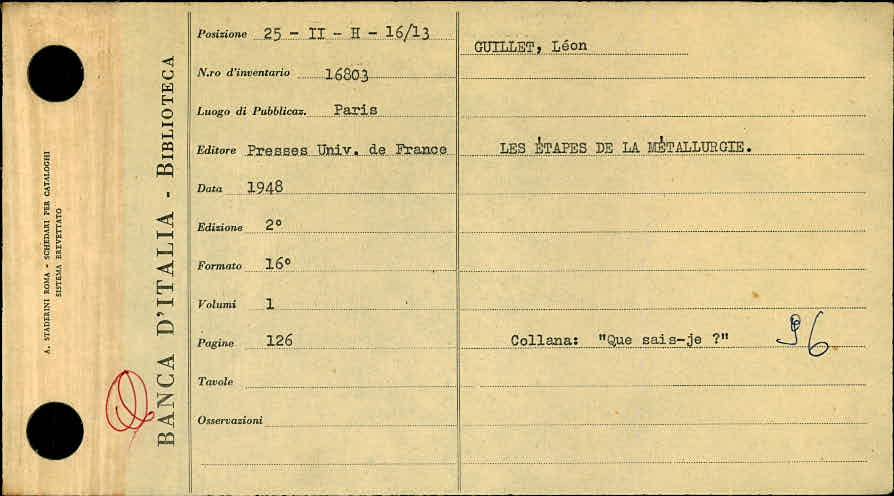 A. STADERINI ROMA - SCHEDARI PER CATALOGHI
SISTEMA BREVETTATO
BANCA D'ITALIA - BIBLIOTECA
Posizione 25 - II - H - 16/13
N.ro d'inventario 16803
Luogo di Pubblicaz. Paris
Editore Presses Univ. de France
Data 1948
Edizione 2°
Formato 16°
Volumi 1
Pagine 126
Tavole
Osservazioni
GUILLET, Léon
LES ÉTAPES DE LA MÉTALLURGIE.
Collana: "Que sais-je ?" 96